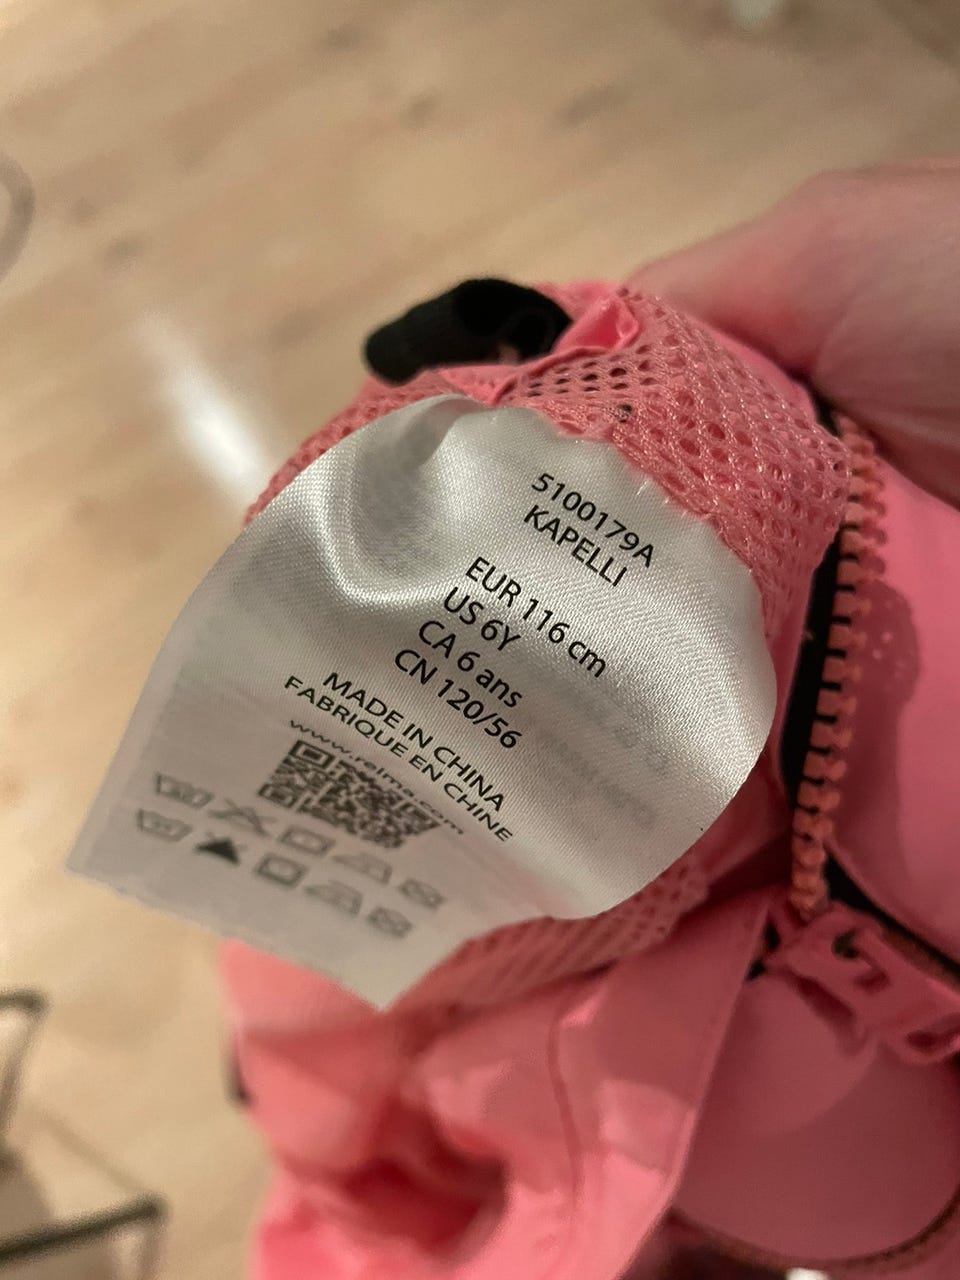 5100179A
KAPELLI
EUR 116 cm
US 6Y
CA 6 ans
CN 120/56
MADE IN CHINA
FABRIQUE EN CHINE
www.reima.com